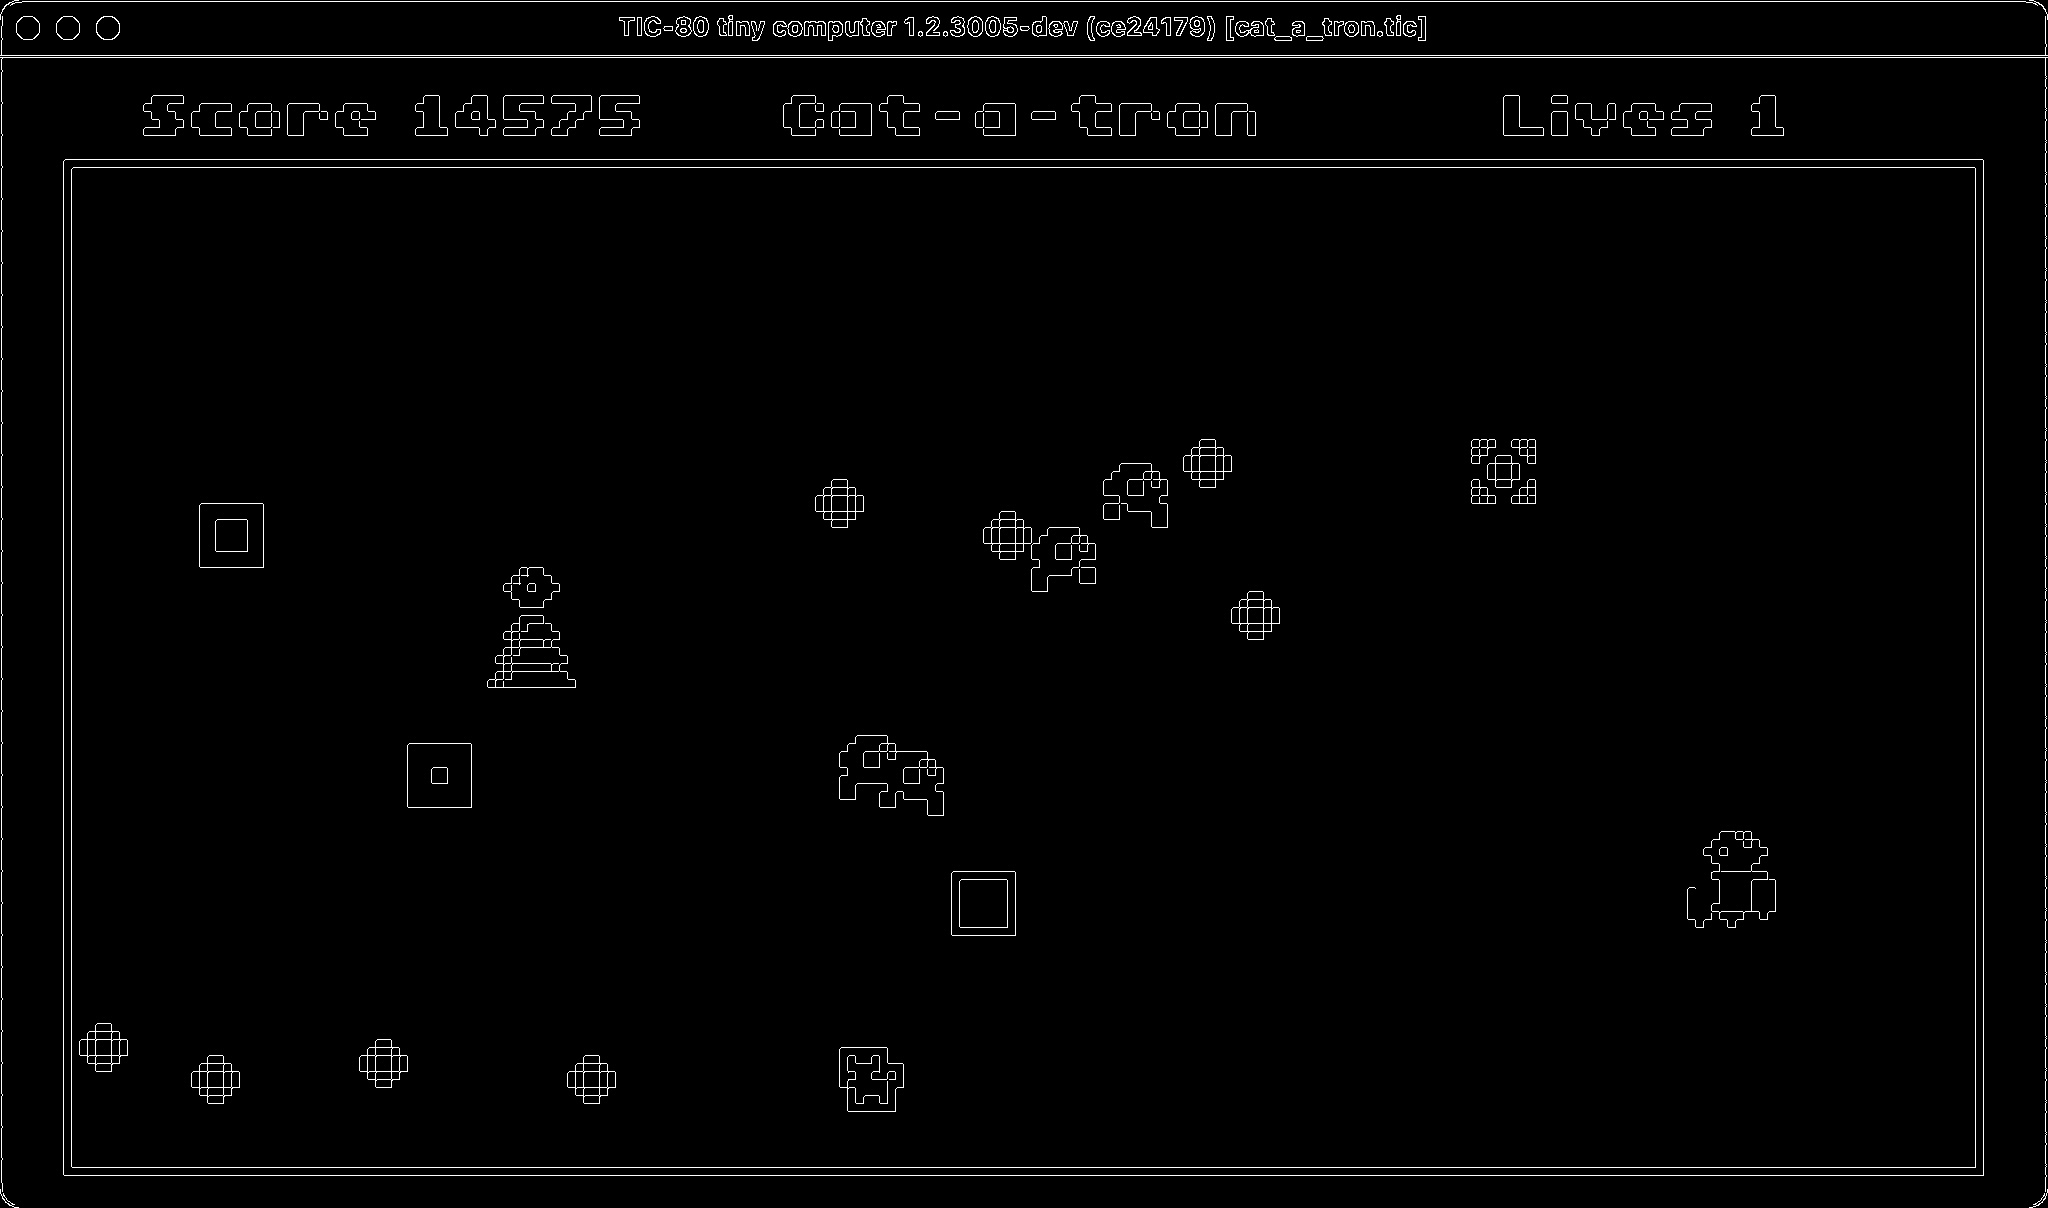 TIC-80 tiny computer 1.2.3005-dev (ce24179) [cat_a_tron.tic]
Score 14575 Cat-a-tron Lives 1